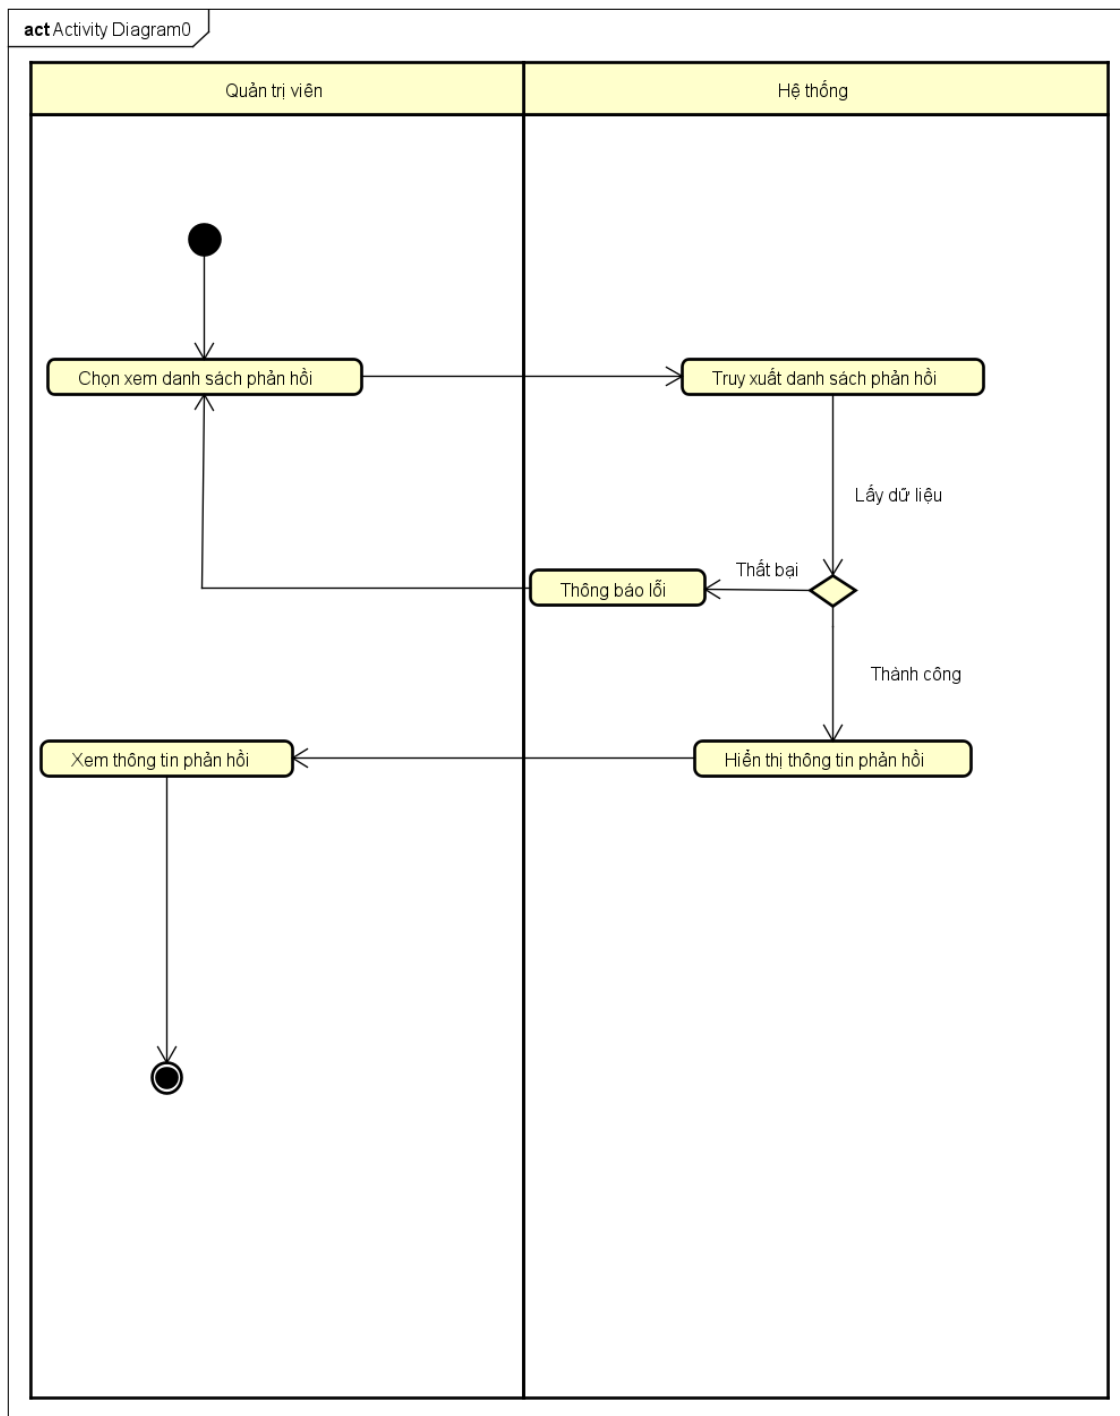 act Activity Diagram0
Quản trị viên
Hệ thống
Chọn xem danh sách phản hồi
Truy xuất danh sách phản hồi
Lấy dữ liệu
Thất bại
Thông báo lỗi
Thành công
Xem thông tin phản hồi
Hiển thị thông tin phản hồi